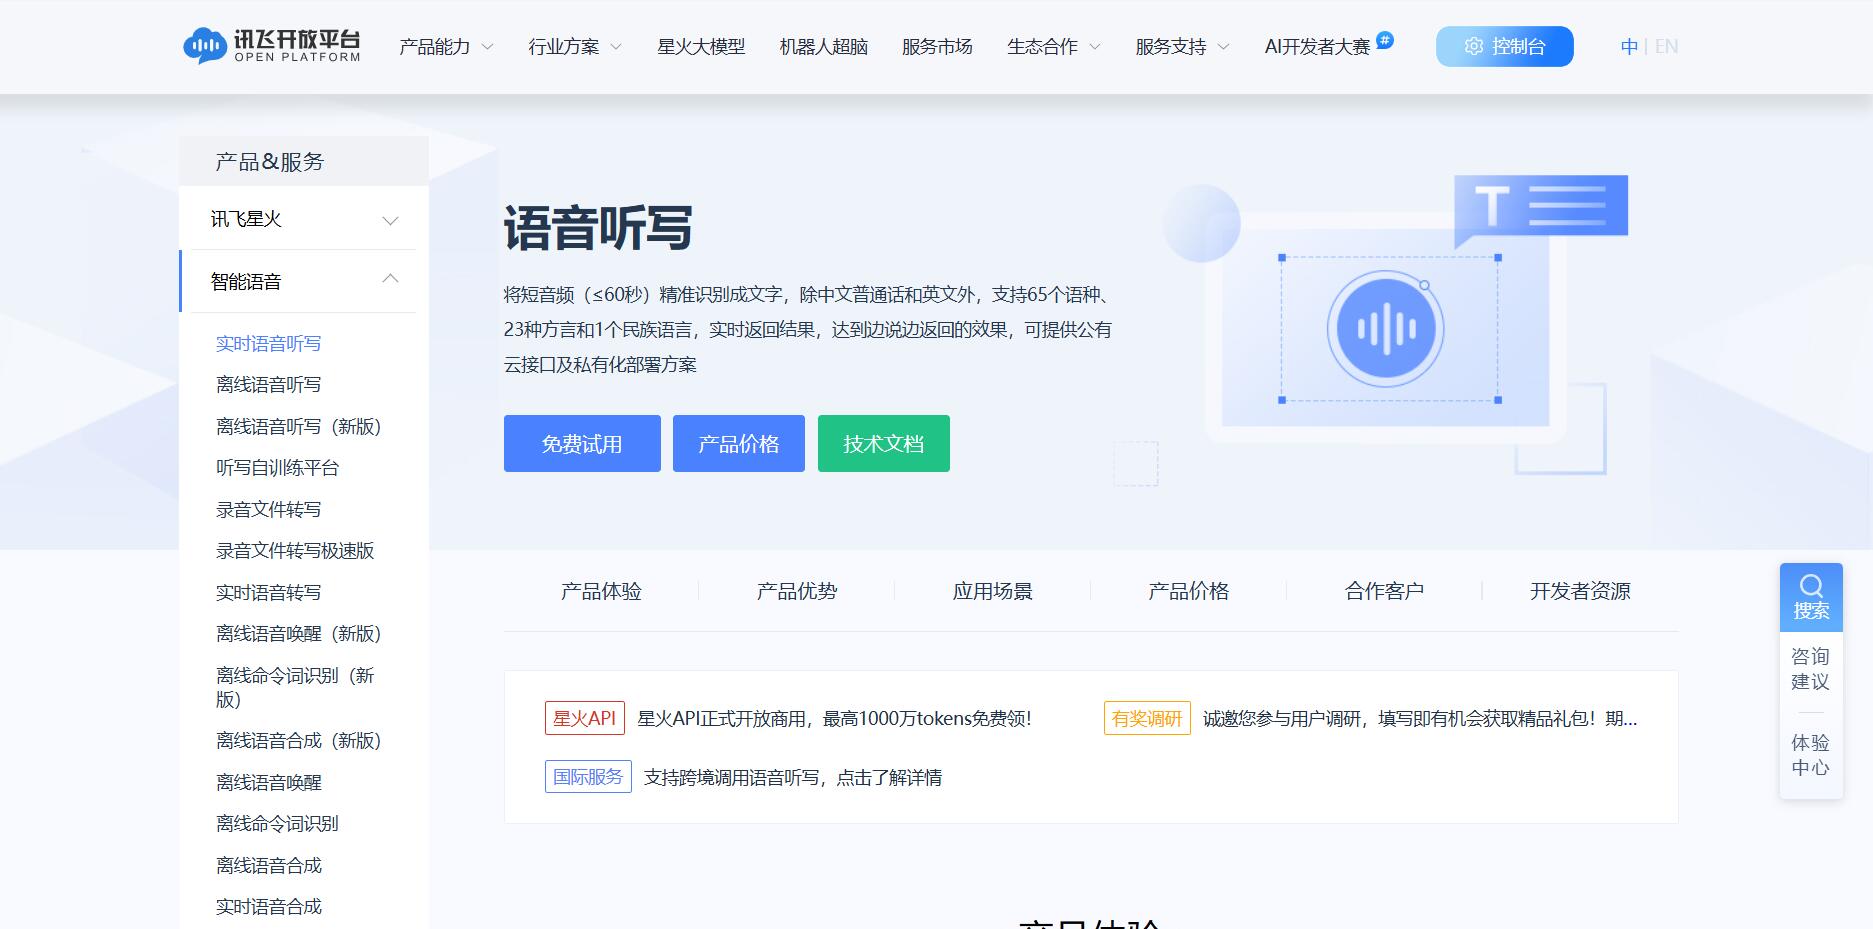 讯飞开放平台
OPEN PLATFORM
产品能力
行业方案
星火大模型
机器人超脑
服务市场
生态合作
服务支持
AI开发者大赛
#
控制台
中 | EN
产品&服务
讯飞星火
智能语音
实时语音听写
离线语音听写
离线语音听写（新版）
听写自训练平台
录音文件转写
录音文件转写极速版
实时语音转写
离线语音唤醒（新版）
离线命令词识别（新
版）
离线语音合成（新版）
离线语音唤醒
离线命令词识别
离线语音合成
实时语音合成
语音听写
将短音频（≤60秒）精准识别成文字，除中文普通话和英文外，支持65个语种、
23种方言和1个民族语言，实时返回结果，达到边说边返回的效果，可提供公有
云接口及私有化部署方案
免费试用
产品价格
技术文档
T
产品体验
产品优势
应用场景
产品价格
合作客户
开发者资源
星火API 星火API正式开放商用，最高1000万tokens免费领！
有奖调研 诚邀您参与用户调研，填写即有机会获取精品礼包！期...
国际服务 支持跨境调用语音听写，点击了解详情
产品体验
搜索
咨询
建议
体验
中心